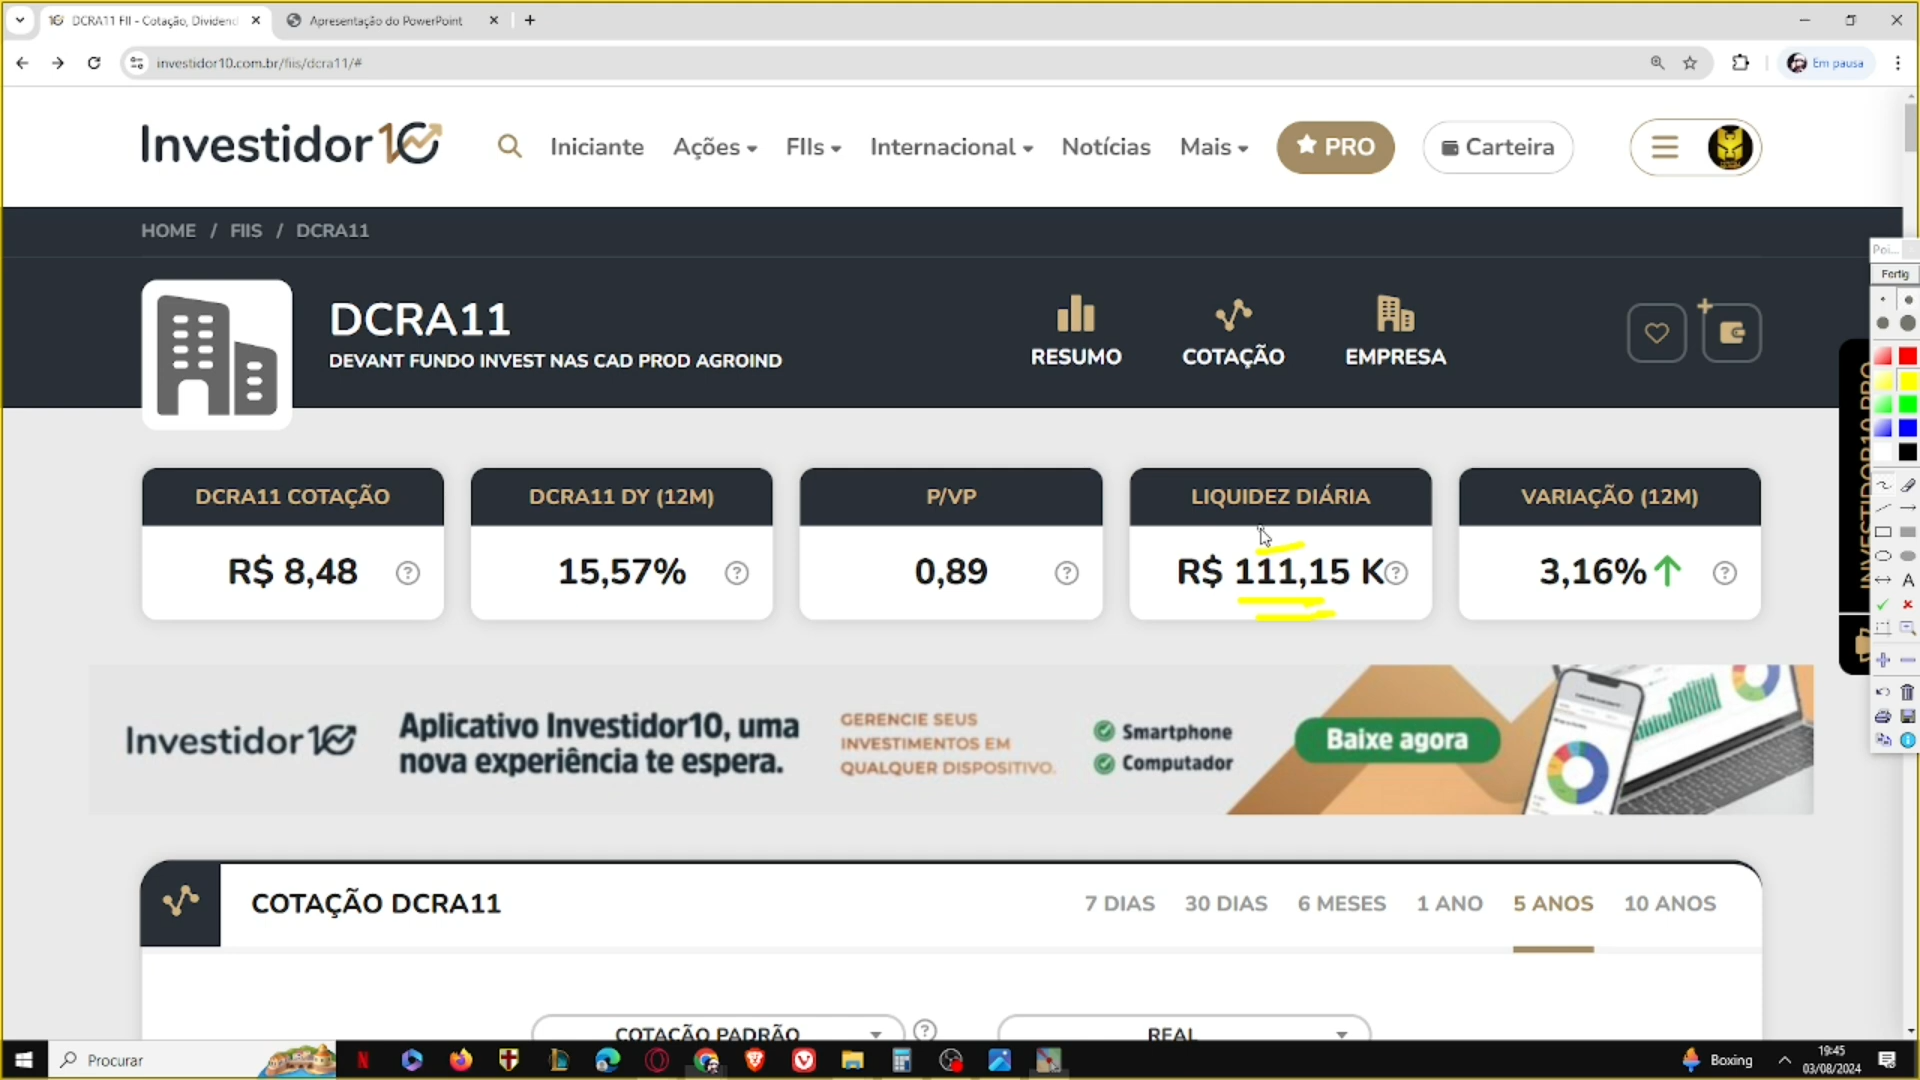 DCRA11 FII - Cotação, Dividend
Apresentação do PowerPoint
investidor10.com.br/fiis/dcra11/#
Em pausa
Investidor10
Iniciante
Ações
FIIs
Internacional
Notícias
Mais
PRO
Carteira
HOME / FIIS / DCRA11
DCRA11
DEVANT FUNDO INVEST NAS CAD PROD AGROIND
RESUMO
COTAÇÃO
EMPRESA
Poi...
Fertig
A
INVESTIDOR10 PRO
DCRA11 COTAÇÃO
R$ 8,48
DCRA11 DY (12M)
15,57%
P/VP
0,89
LIQUIDEZ DIÁRIA
R$ 111,15 K
VARIAÇÃO (12M)
3,16%
Investidor10
Aplicativo Investidor10, uma
nova experiência te espera.
GERENCIE SEUS
INVESTIMENTOS EM
QUALQUER DISPOSITIVO.
Smartphone
Computador
Baixe agora
COTAÇÃO DCRA11
7 DIAS
30 DIAS
6 MESES
1 ANO
5 ANOS
10 ANOS
COTAÇÃO PADRÃO
REAL
Procurar
Boxing
19:45
03/08/2024